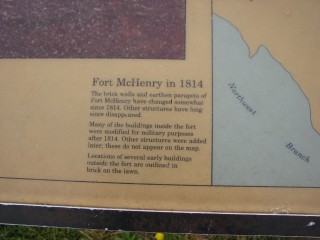 Fort McHenry in 1814
The brick walls and earthen parapets of
Fort McHenry have changed somewhat
since 1814. Other structures have long
since disappeared.
Many of the buildings inside the fort
were modified for military purposes
after 1814. Other structures were added
later; these do not appear on the map.
Locations of several early buildings
outside the fort are outlined in
brick on the lawn.
Northwest
Branch